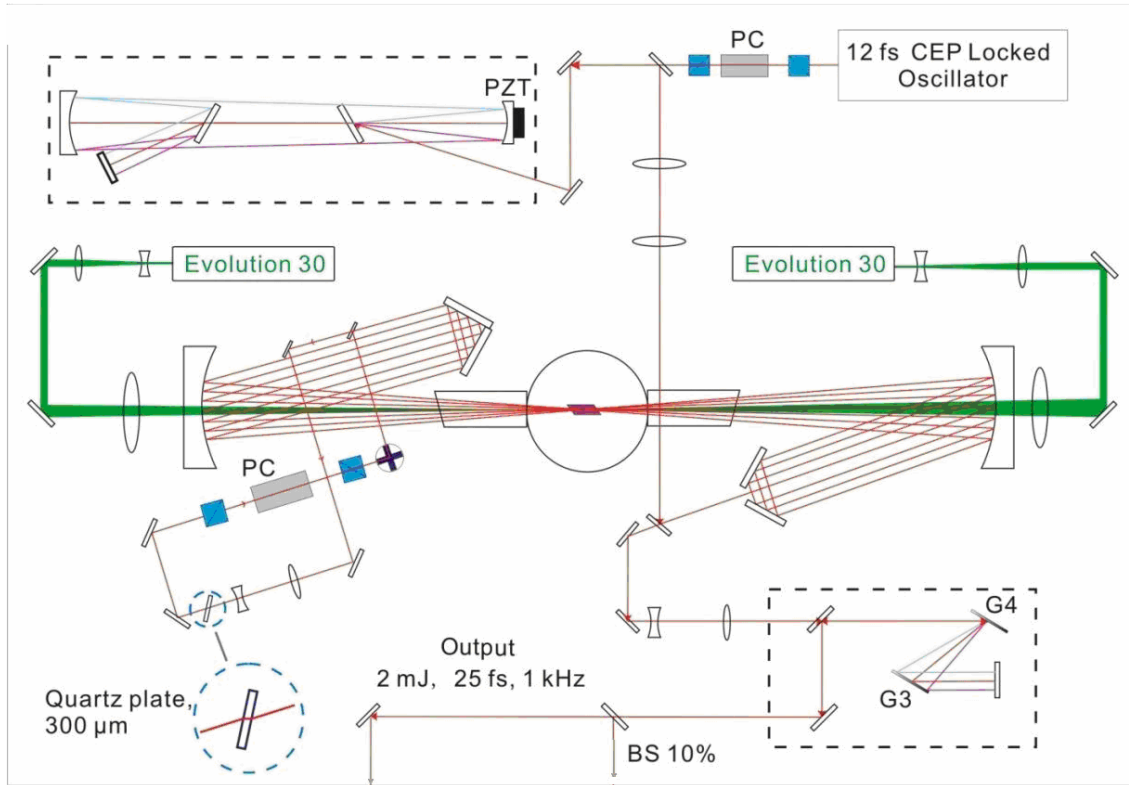 PC
12 fs CEP Locked
Oscillator
PZT
Evolution 30
Evolution 30
PC
G4
G3
Output
2 mJ, 25 fs, 1 kHz
Quartz plate,
300 µm
BS 10%